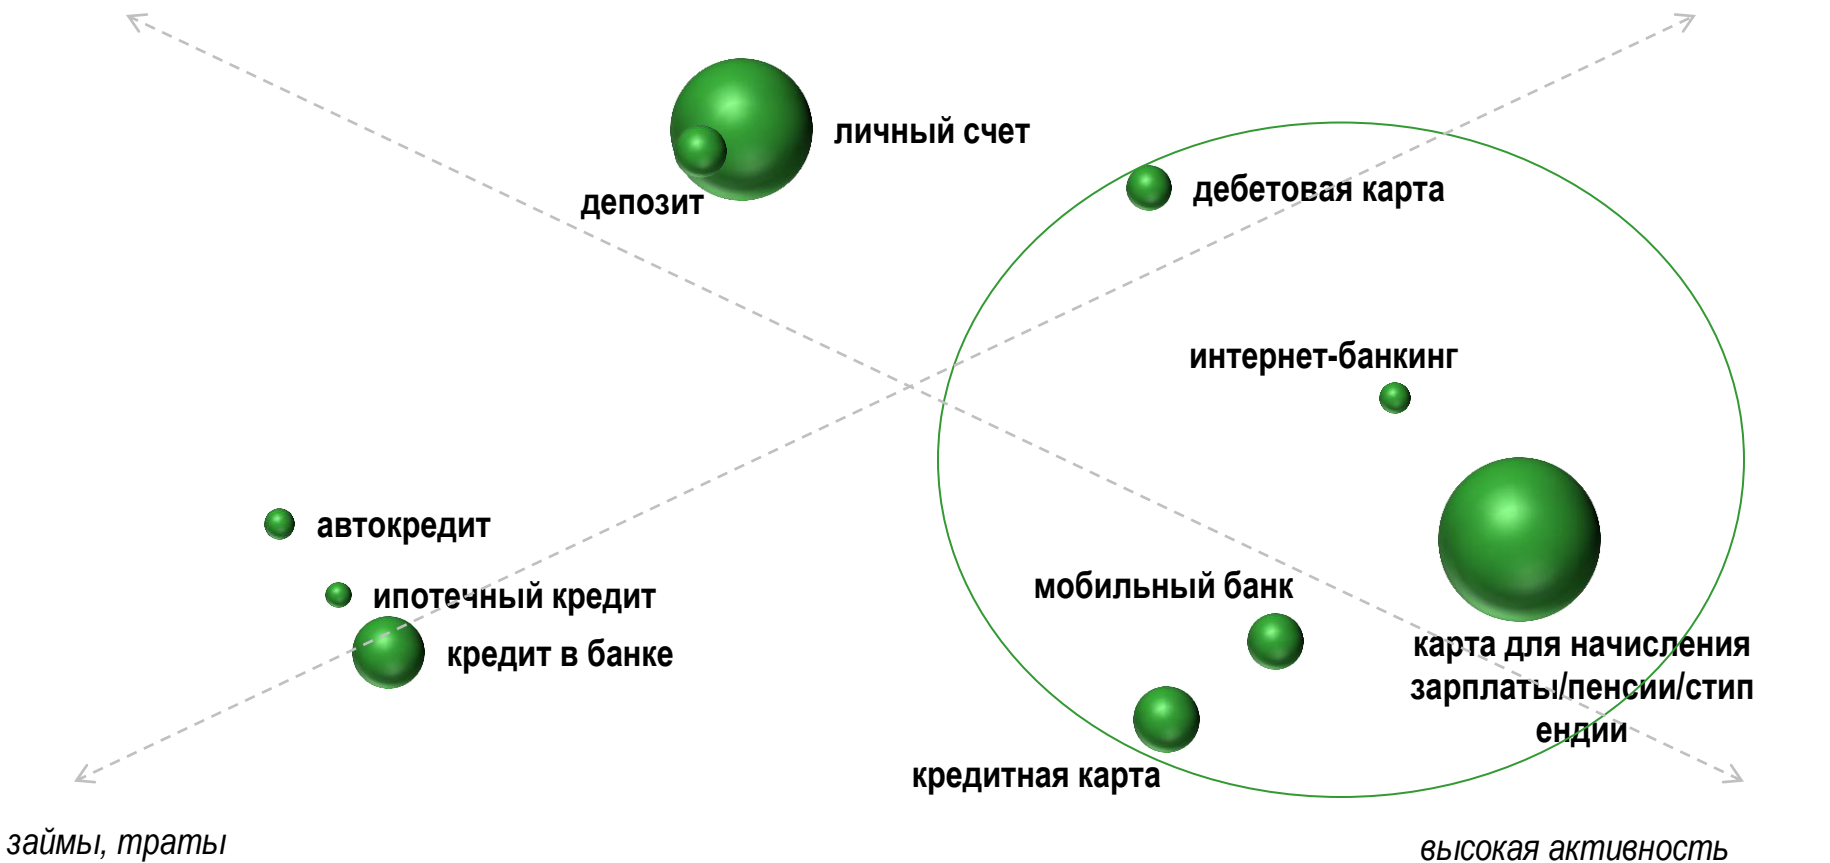 личный счет
депозит
дебетовая карта
интернет-банкинг
автокредит
ипотечный кредит
кредит в банке
мобильный банк
карта для начисления
зарплаты/пенсии/стип
ендии
кредитная карта
займы, траты
высокая активность